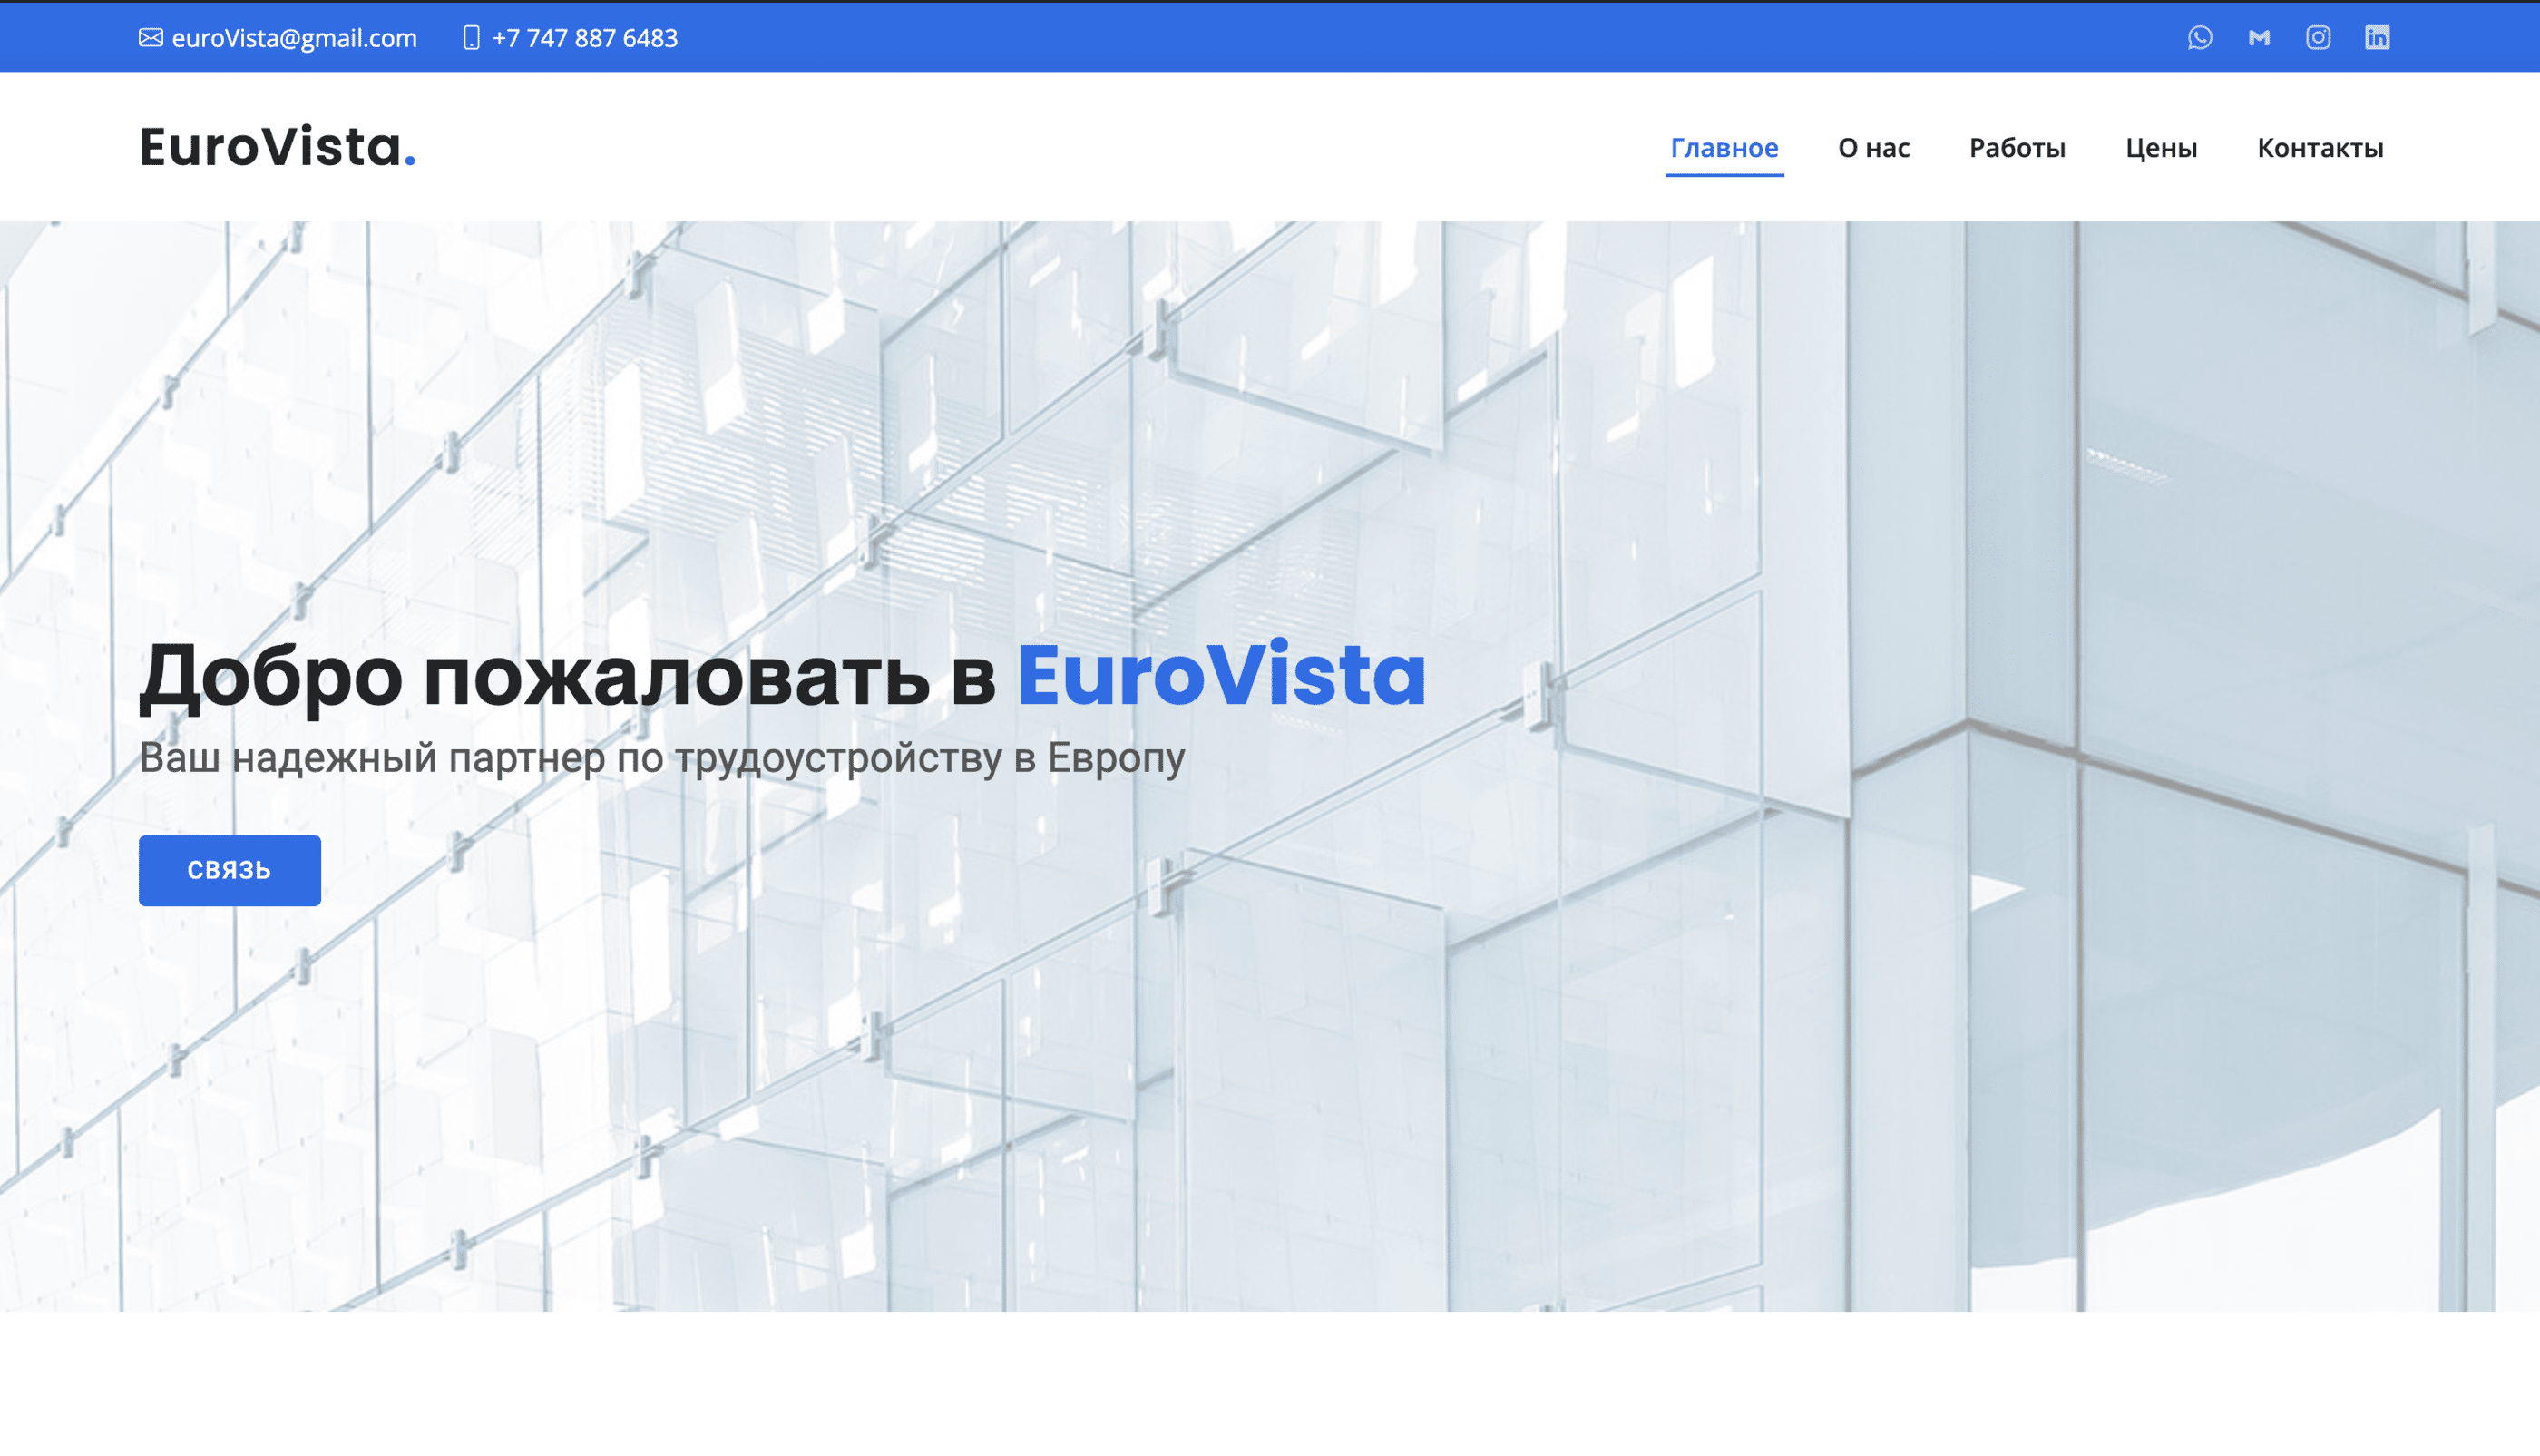 euroVista@gmail.com +7 747 887 6483
EuroVista. Главное О нас Работы Цены Контакты
Добро пожаловать в EuroVista
Ваш надежный партнер по трудоустройству в Европу
СВЯЗЬ